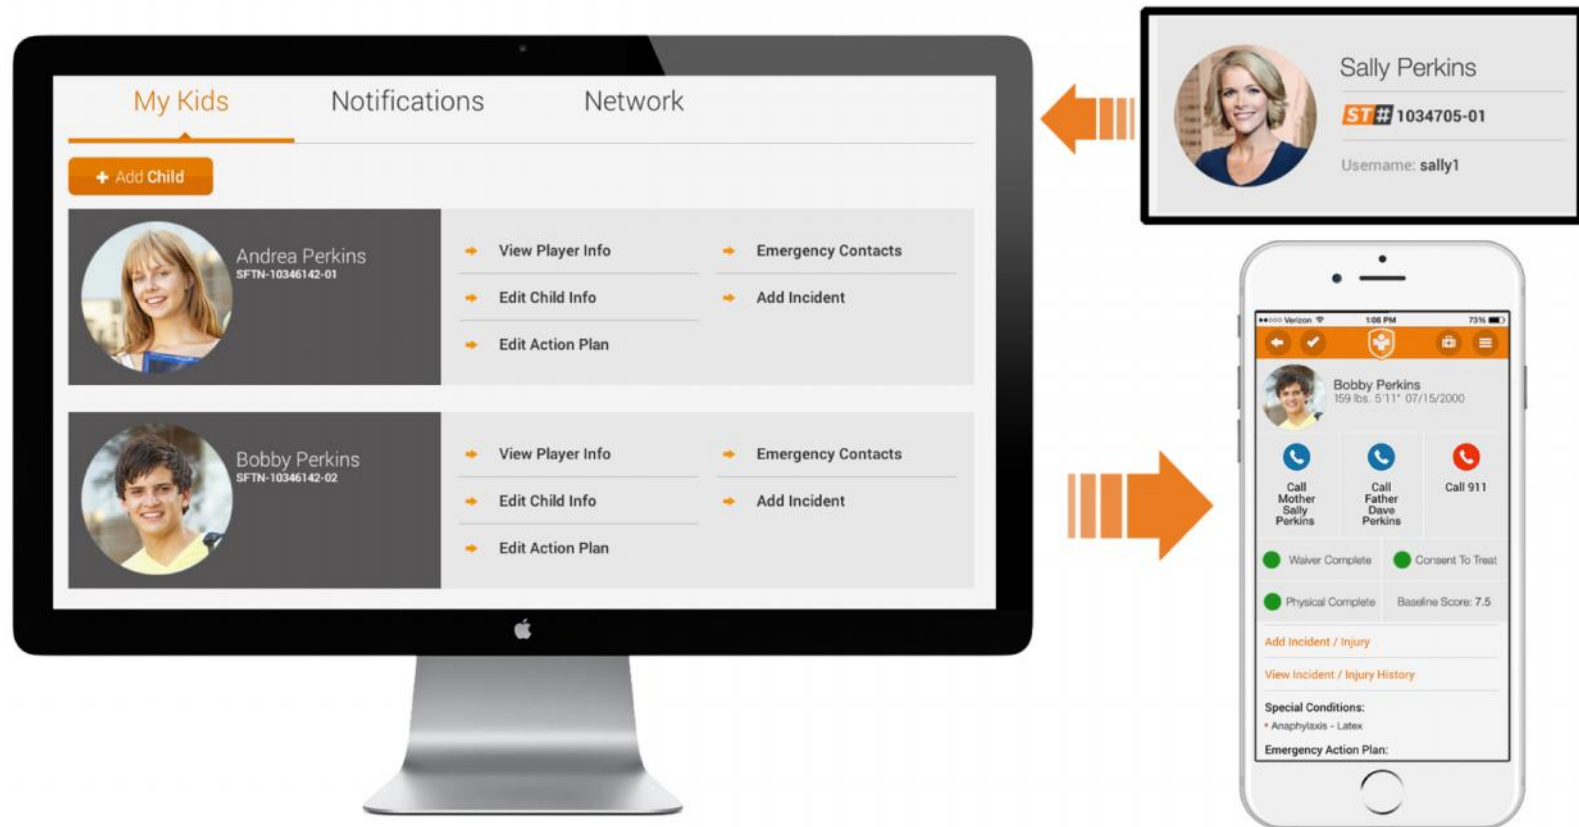 My Kids
Notifications
Network
+ Add Child
Andrea Perkins
SFTN-10346142-01
View Player Info
Emergency Contacts
Edit Child Info
Add Incident
Edit Action Plan
Bobby Perkins
SFTN-10346142-02
View Player Info
Emergency Contacts
Edit Child Info
Add Incident
Edit Action Plan
Sally Perkins
ST# 1034705-01
Username: sally1
Verizon
1:06 PM
73%
Bobby Perkins
159 lbs. 5'11" 07/15/2000
Call
Mother
Sally
Perkins
Call
Father
Dave
Perkins
Call 911
Waiver Complete
Consent To Treat
Physical Complete
Baseline Score: 7.5
Add Incident / Injury
View Incident / Injury History
Special Conditions:
• Anaphylaxis - Latex
Emergency Action Plan: